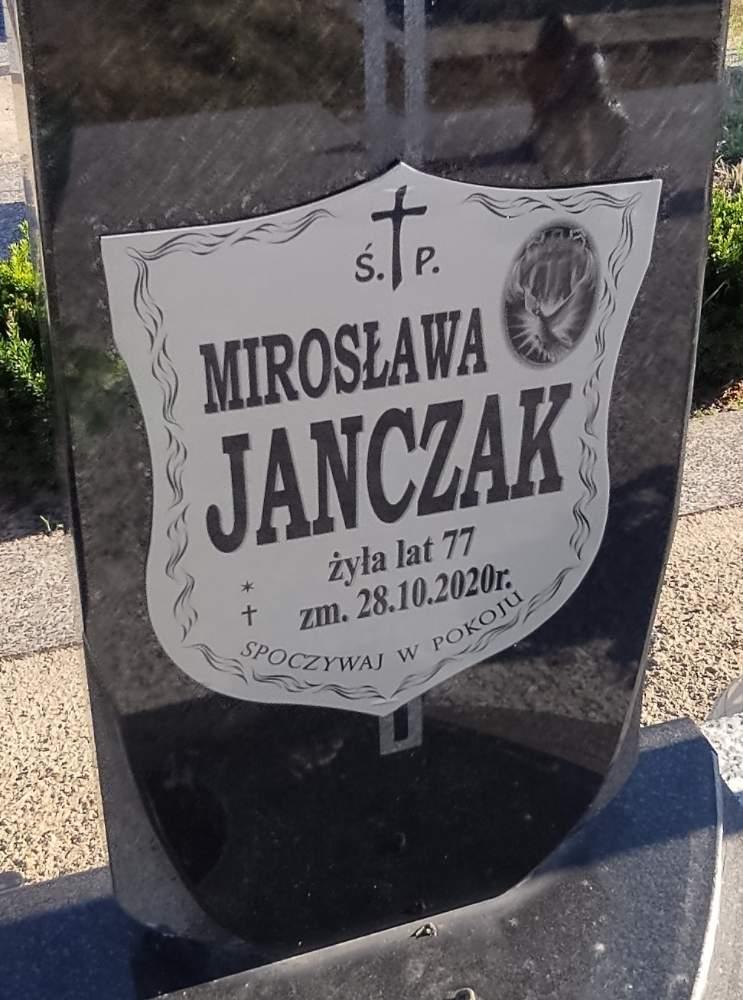 Ś. P.
MIROSŁAWA
JANCZAK
żyła lat 77
zm. 28.10.2020r.
SPOCZYWAJ W POKOJU